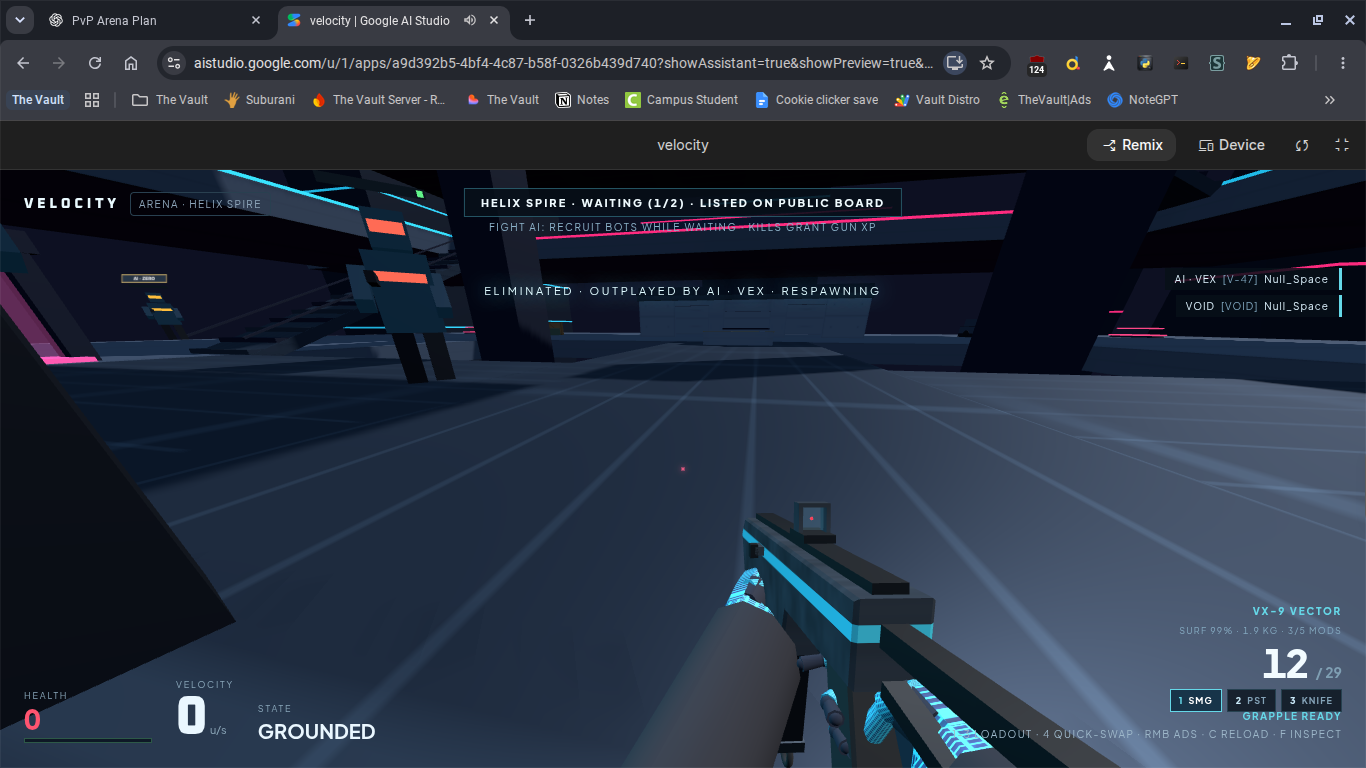 PvP Arena Plan
velocity | Google AI Studio
aistudio.google.com/u/1/apps/a9d392b5-4bf4-4c87-b58f-0326b439d740?showAssistant=true&showPreview=true&...
124
The Vault
The Vault
Suburani
The Vault Server - R...
The Vault
Notes
Campus Student
Cookie clicker save
Vault Distro
TheVault|Ads
NoteGPT
velocity
Remix
Device
VELOCITY
ARENA · HELIX SPIRE
HELIX SPIRE · WAITING (1/2) · LISTED ON PUBLIC BOARD
FIGHT AI: RECRUIT BOTS WHILE WAITING · KILLS GRANT GUN XP
AI · ZERO
AI · VEX [V-47] Null_Space
ELIMINATED · OUTPLAYED BY AI · VEX · RESPAWNING
VOID [VOID] Null_Space
VX-9 VECTOR
SURF 99% · 1.9 KG · 3/5 MODS
12 / 29
1 SMG
2 PST
3 KNIFE
GRAPPLE READY
OADOUT · 4 QUICK-SWAP · RMB ADS · C RELOAD · F INSPECT
HEALTH
0
VELOCITY
0 u/s
STATE
GROUNDED